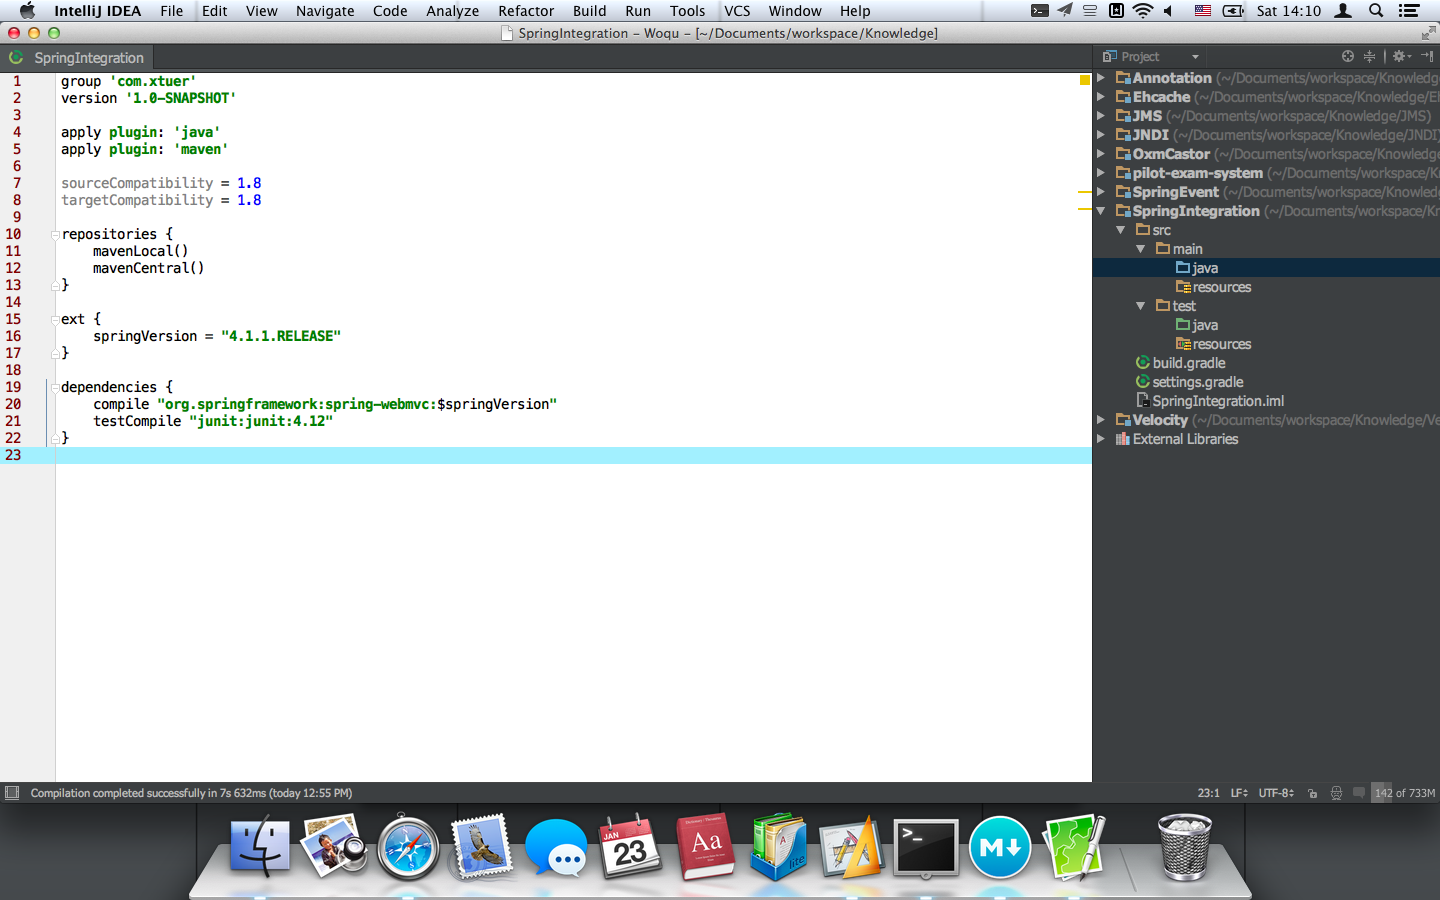 IntelliJ IDEA File Edit View Navigate Code Analyze Refactor Build Run Tools VCS Window Help Sat 14:10
SpringIntegration – Woqu – [~/Documents/workspace/Knowledge]
SpringIntegration
1 group 'com.xtuer'
2 version '1.0-SNAPSHOT'
3
4 apply plugin: 'java'
5 apply plugin: 'maven'
6
7 sourceCompatibility = 1.8
8 targetCompatibility = 1.8
9
10 repositories {
11 mavenLocal()
12 mavenCentral()
13 }
14
15 ext {
16 springVersion = "4.1.1.RELEASE"
17 }
18
19 dependencies {
20 compile "org.springframework:spring-webmvc:$springVersion"
21 testCompile "junit:junit:4.12"
22 }
23
Project
Annotation (~/Documents/workspace/Knowledg
Ehcache (~/Documents/workspace/Knowledge/E
JMS (~/Documents/workspace/Knowledge/JMS)
JNDI (~/Documents/workspace/Knowledge/JNDI)
OxmCastor (~/Documents/workspace/Knowledg
pilot-exam-system (~/Documents/workspace/K
SpringEvent (~/Documents/workspace/Knowledg
SpringIntegration (~/Documents/workspace/Kn
src
main
java
resources
test
java
resources
build.gradle
settings.gradle
SpringIntegration.iml
Velocity (~/Documents/workspace/Knowledge/Ve
External Libraries
Compilation completed successfully in 7s 632ms (today 12:55 PM)
23:1 LF UTF-8 142 of 733M
JAN
23
Aa
A
lite
>_
M